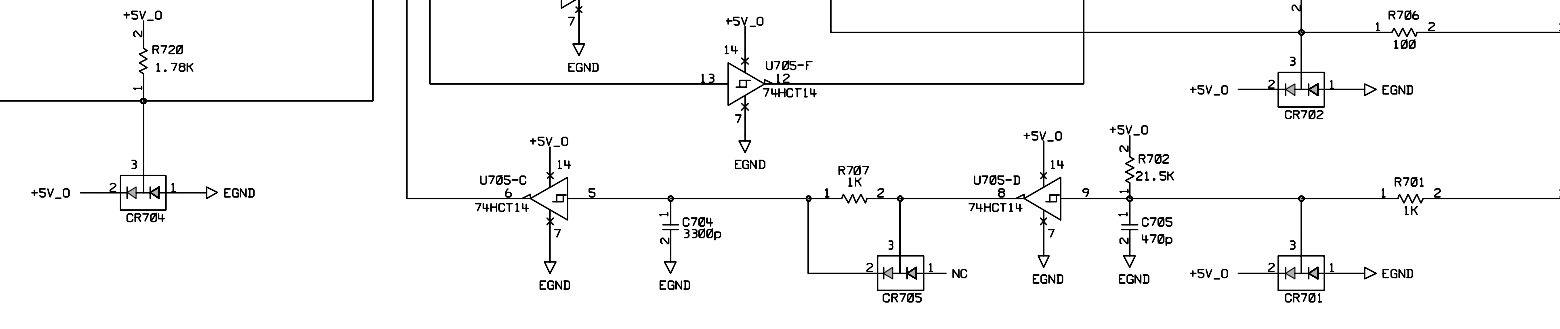 +5V_O
2
R720
1.78K
1
3
+5V_O
2
1
EGND
CR704
7
EGND
+5V_O
14
13
U705-F
12
74HCT14
7
EGND
2
R706
1
2
100
3
+5V_O
2
1
EGND
CR702
+5V_O
14
U705-C
6
5
74HCT14
7
EGND
1
C704
3300p
2
EGND
R707
1K
1
2
3
2
1
NC
CR705
+5V_O
14
U705-D
8
9
74HCT14
7
EGND
+5V_O
2
R702
21.5K
1
1
C705
470p
2
EGND
R701
1
2
1K
3
+5V_O
2
1
EGND
CR701